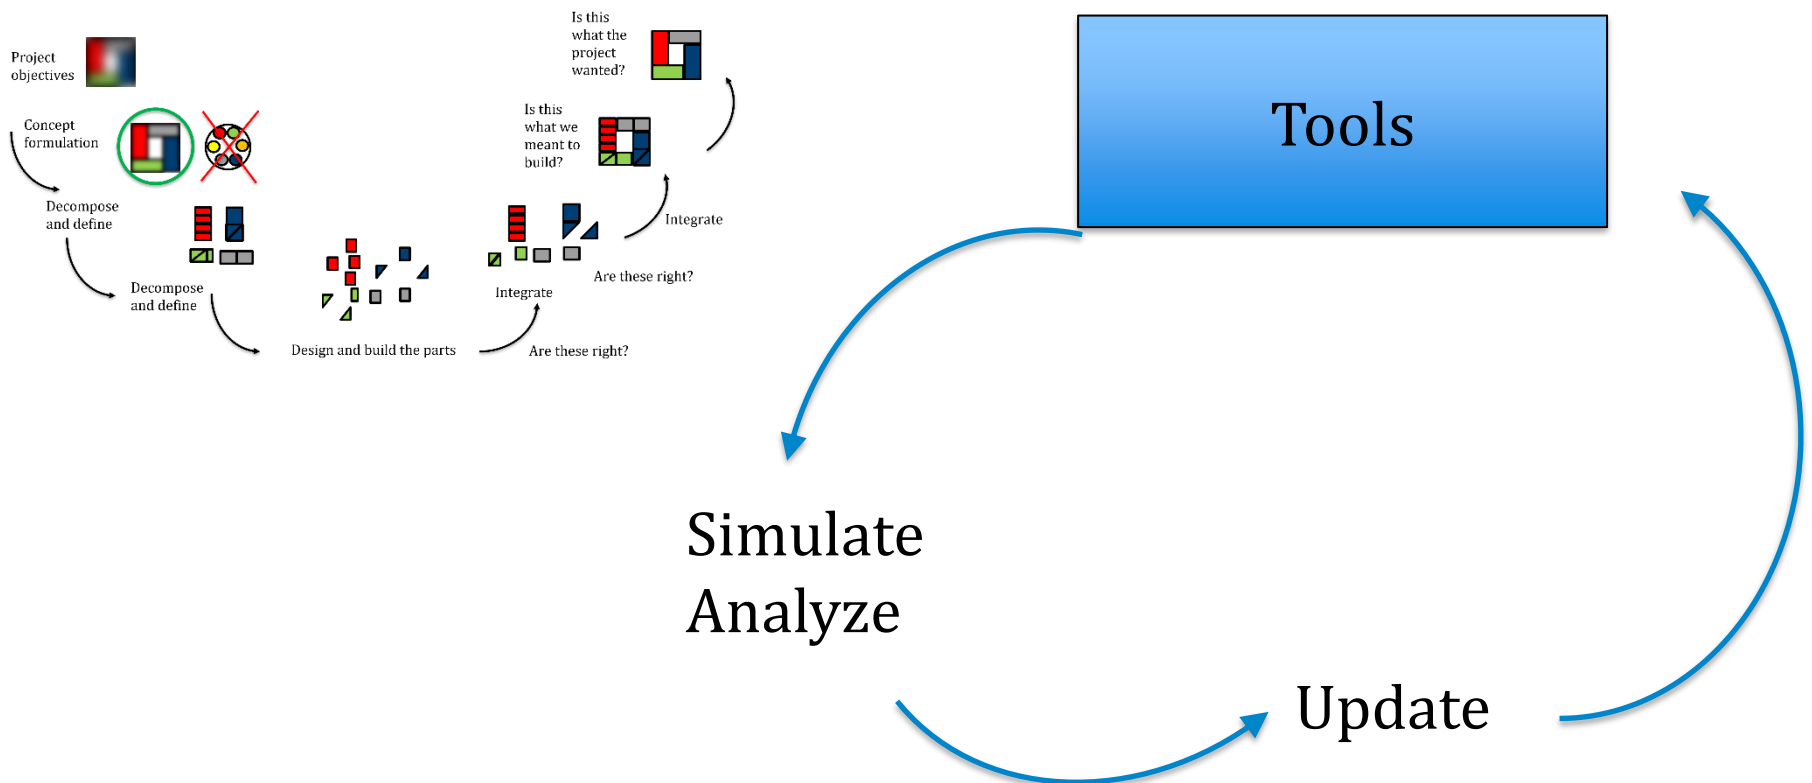 Project
objectives
Concept
formulation
Decompose
and define
Decompose
and define
Design and build the parts
Are these right?
Integrate
Are these right?
Integrate
Is this
what we
meant to
build?
Is this
what the
project
wanted?
Tools
Simulate
Analyze
Update